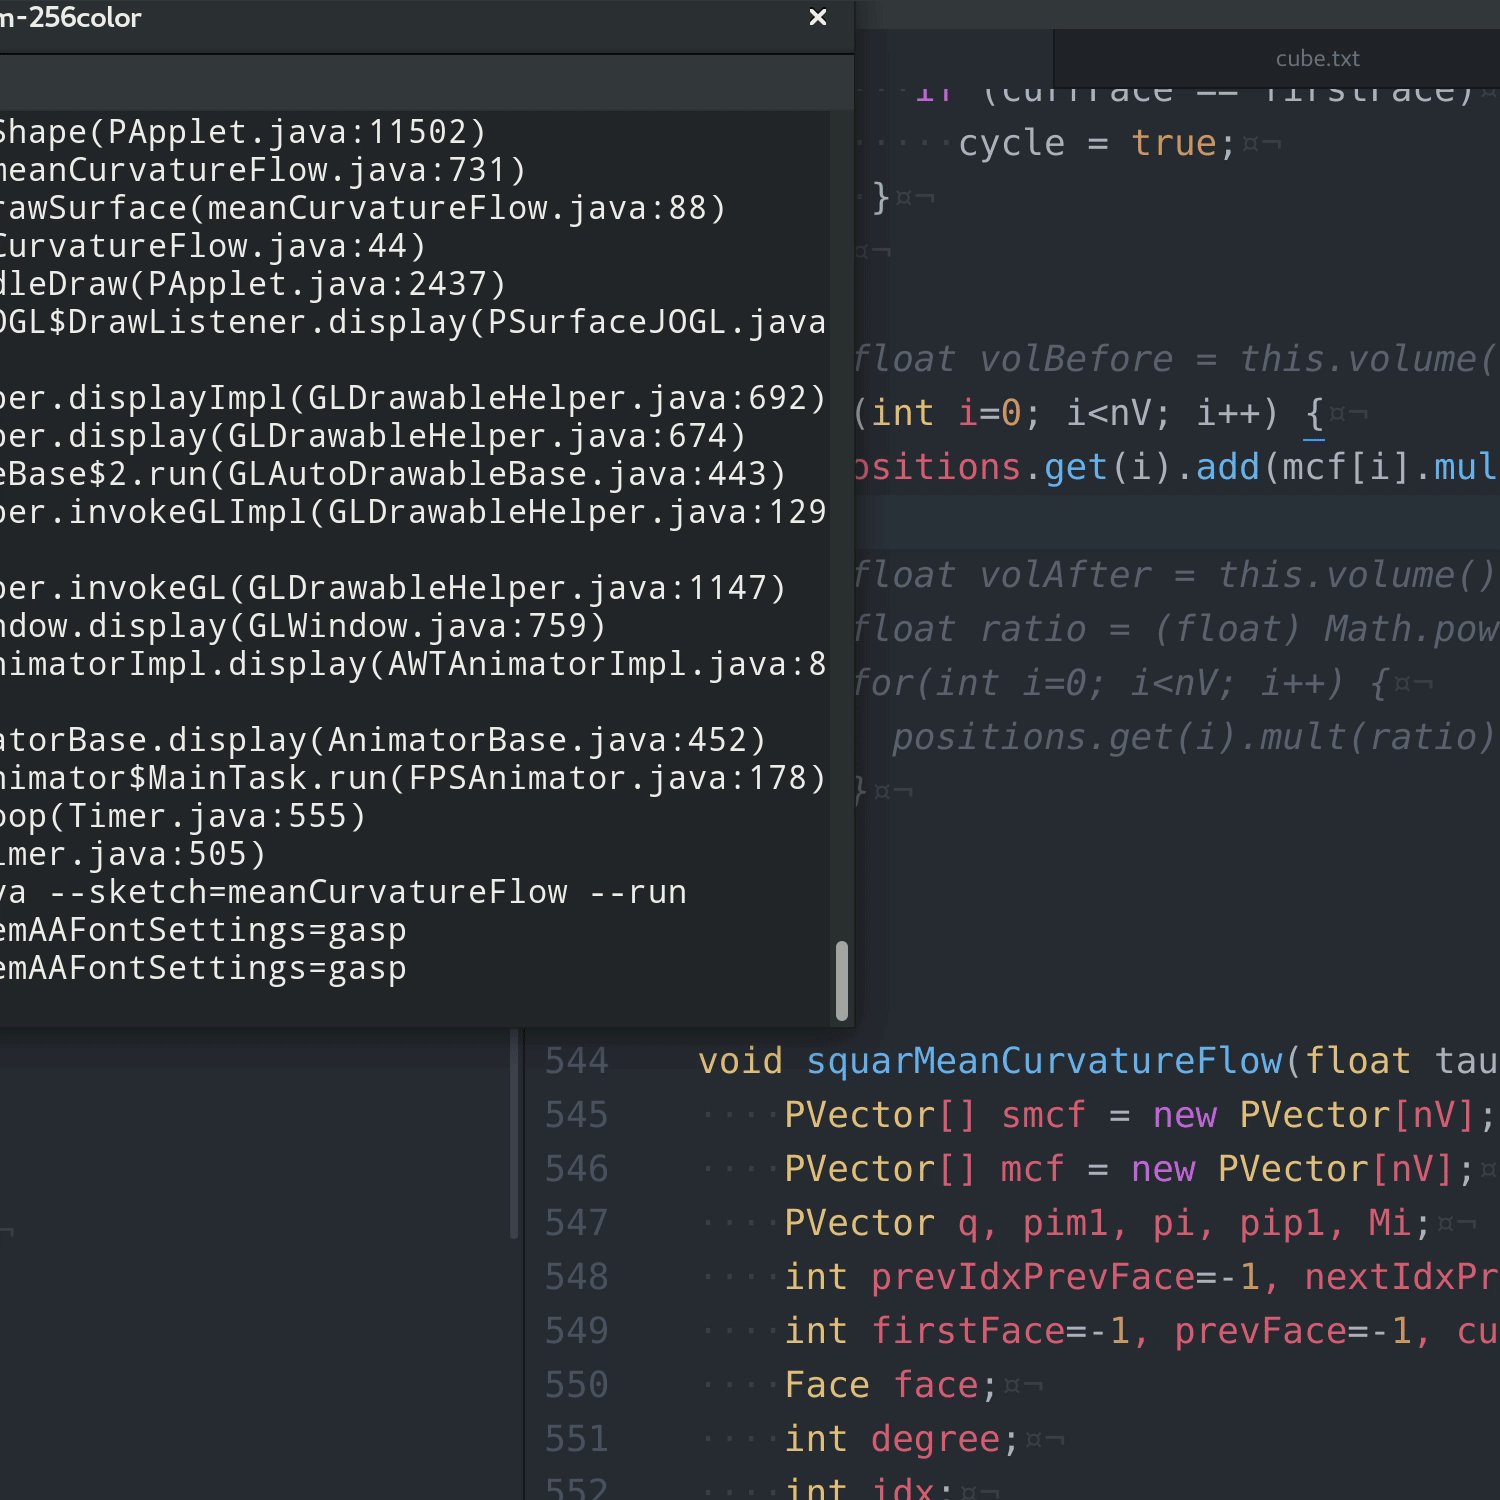 m-256color
Shape(PApplet.java:11502)
meanCurvatureFlow.java:731)
rawSurface(meanCurvatureFlow.java:88)
CurvatureFlow.java:44)
dleDraw(PApplet.java:2437)
OGL$DrawListener.display(PSurfaceJOGL.java
per.displayImpl(GLDrawableHelper.java:692)
per.display(GLDrawableHelper.java:674)
eBase$2.run(GLAutoDrawableBase.java:443)
per.invokeGLImpl(GLDrawableHelper.java:129
per.invokeGL(GLDrawableHelper.java:1147)
ndow.display(GLWindow.java:759)
nimatorImpl.display(AWTAnimatorImpl.java:8
atorBase.display(AnimatorBase.java:452)
nimator$MainTask.run(FPSAnimator.java:178)
oop(Timer.java:555)
imer.java:505)
va --sketch=meanCurvatureFlow --run
emAAFontSettings=gasp
emAAFontSettings=gasp
cube.txt
if (currFace == firstFace)
cycle = true;
}
float volBefore = this.volume(
(int i=0; i<nV; i++) {
ositions.get(i).add(mcf[i].mul
float volAfter = this.volume()
float ratio = (float) Math.pow
for(int i=0; i<nV; i++) {
positions.get(i).mult(ratio)
}
544 void squarMeanCurvatureFlow(float tau
545 PVector[] smcf = new PVector[nV];
546 PVector[] mcf = new PVector[nV];
547 PVector q, pim1, pi, pip1, Mi;
548 int prevIdxPrevFace=-1, nextIdxPr
549 int firstFace=-1, prevFace=-1, cu
550 Face face;
551 int degree;
552 int idx;